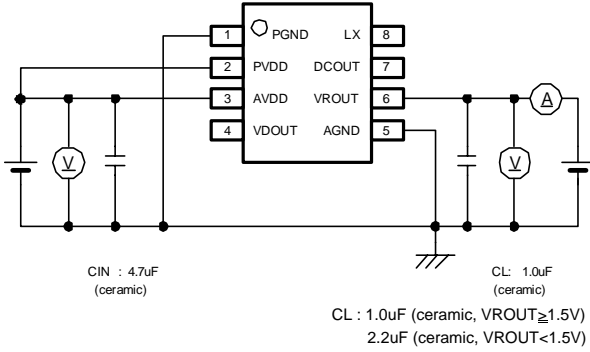 1 PGND LX 8
2 PVDD DCOUT 7
3 AVDD VROUT 6
4 VDOUT AGND 5
V
V
A
CIN : 4.7uF
(ceramic)
CL: 1.0uF
(ceramic)
CL : 1.0uF (ceramic, VROUT≧1.5V)
2.2uF (ceramic, VROUT<1.5V)